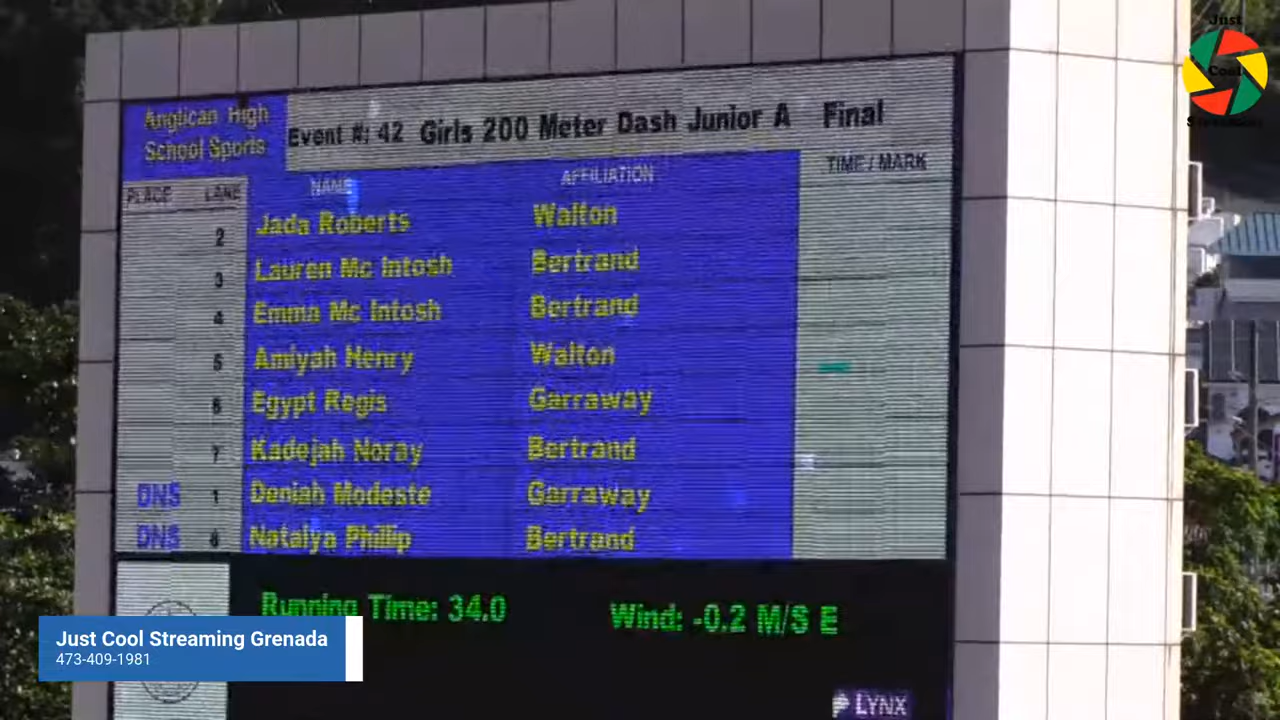 Just
Cool
Anglican High
School Sports
Event #: 42 Girls 200 Meter Dash Junior A Final
PLACE LANE NAME AFFILIATION TIME / MARK
2 Jada Roberts Walton
3 Lauren Mc Intosh Bertrand
4 Emma Mc Intosh Bertrand
5 Amiyah Henry Walton
6 Egypt Regis Garraway
7 Kadejah Noray Bertrand
DNS 1 Deniah Modeste Garraway
DNS 8 Natalya Phillip Bertrand
Running Time: 34.0 Wind: -0.2 M/S E
Just Cool Streaming Grenada
473-409-1981
LYNX